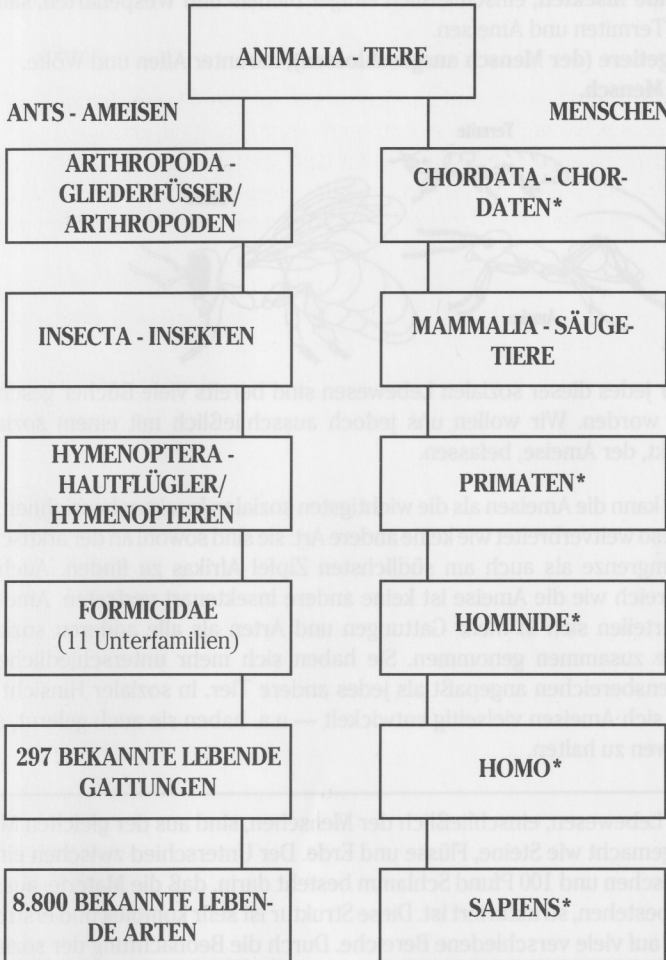 ANIMALIA - TIERE
ANTS - AMEISEN
MENSCHEN
ARTHROPODA -
GLIEDERFÜSSER/
ARTHROPODEN
CHORDATA - CHOR-
DATEN*
INSECTA - INSEKTEN
MAMMALIA - SÄUGE-
TIERE
HYMENOPTERA -
HAUTFLÜGLER/
HYMENOPTEREN
PRIMATEN*
FORMICIDAE
(11 Unterfamilien)
HOMINIDE*
297 BEKANNTE LEBENDE
GATTUNGEN
HOMO*
8.800 BEKANNTE LEBEN-
DE ARTEN
SAPIENS*